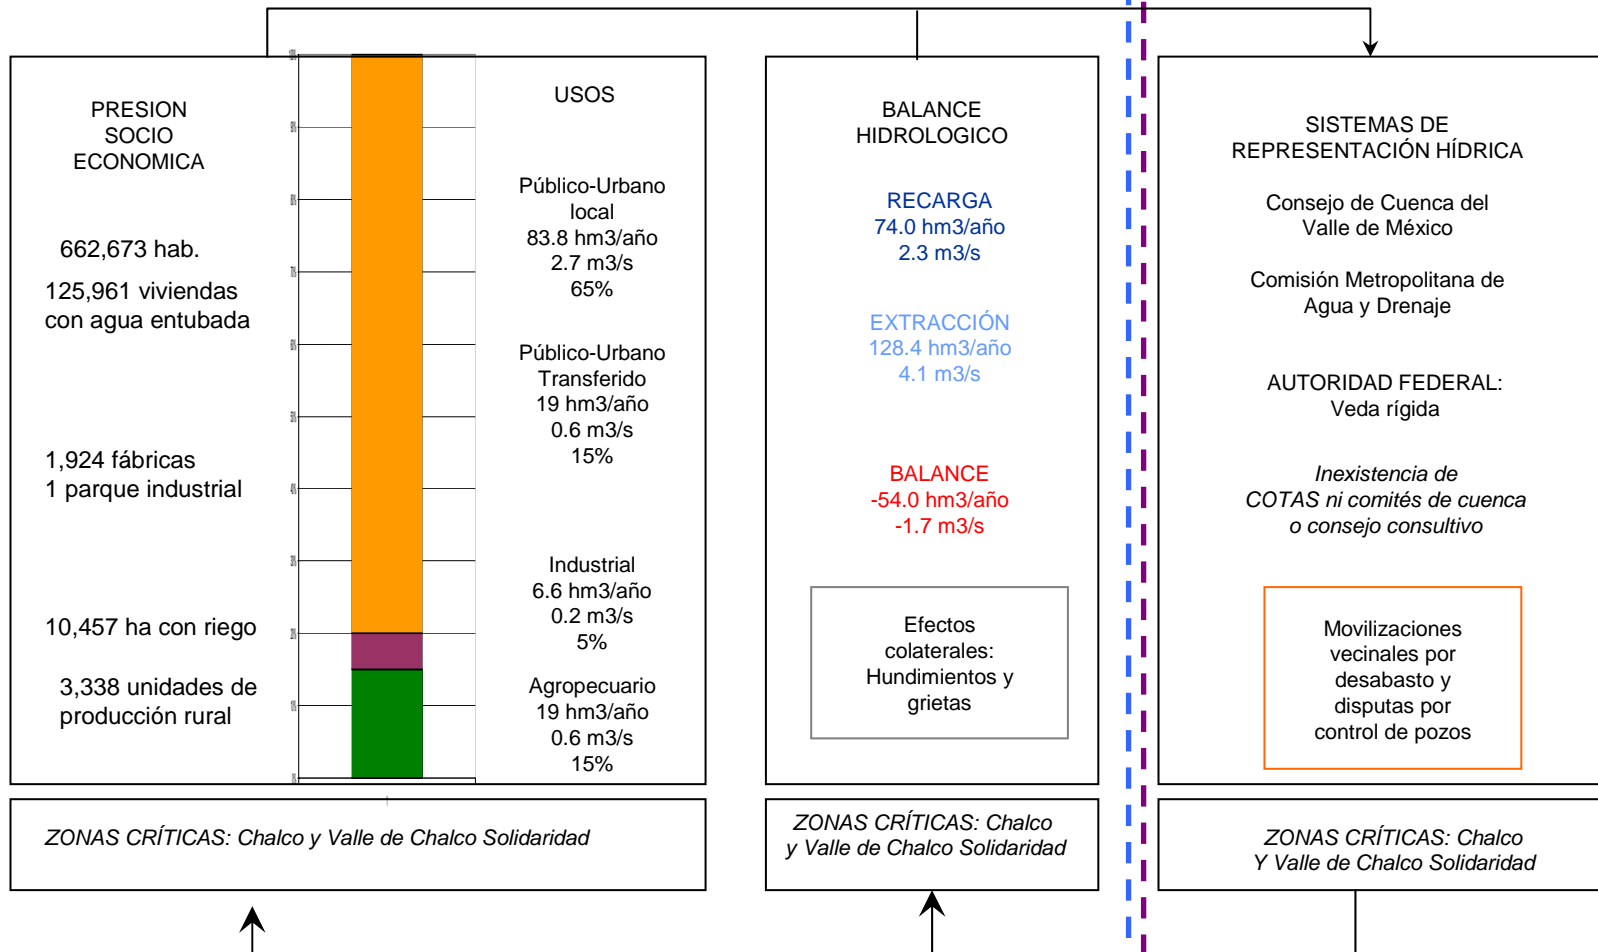 PRESION
SOCIO
ECONOMICA
662,673 hab.
125,961 viviendas
con agua entubada
1,924 fábricas
1 parque industrial
10,457 ha con riego
3,338 unidades de
producción rural
USOS
Público-Urbano
local
83.8 hm3/año
2.7 m3/s
65%
Público-Urbano
Transferido
19 hm3/año
0.6 m3/s
15%
Industrial
6.6 hm3/año
0.2 m3/s
5%
Agropecuario
19 hm3/año
0.6 m3/s
15%
ZONAS CRÍTICAS: Chalco y Valle de Chalco Solidaridad
BALANCE
HIDROLOGICO
RECARGA
74.0 hm3/año
2.3 m3/s
EXTRACCIÓN
128.4 hm3/año
4.1 m3/s
BALANCE
-54.0 hm3/año
-1.7 m3/s
Efectos
colaterales:
Hundimientos y
grietas
ZONAS CRÍTICAS: Chalco
y Valle de Chalco Solidaridad
SISTEMAS DE
REPRESENTACIÓN HÍDRICA
Consejo de Cuenca del
Valle de México
Comisión Metropolitana de
Agua y Drenaje
AUTORIDAD FEDERAL:
Veda rígida
Inexistencia de
COTAS ni comités de cuenca
o consejo consultivo
Movilizaciones
vecinales por
desabasto y
disputas por
control de pozos
ZONAS CRÍTICAS: Chalco
Y Valle de Chalco Solidaridad